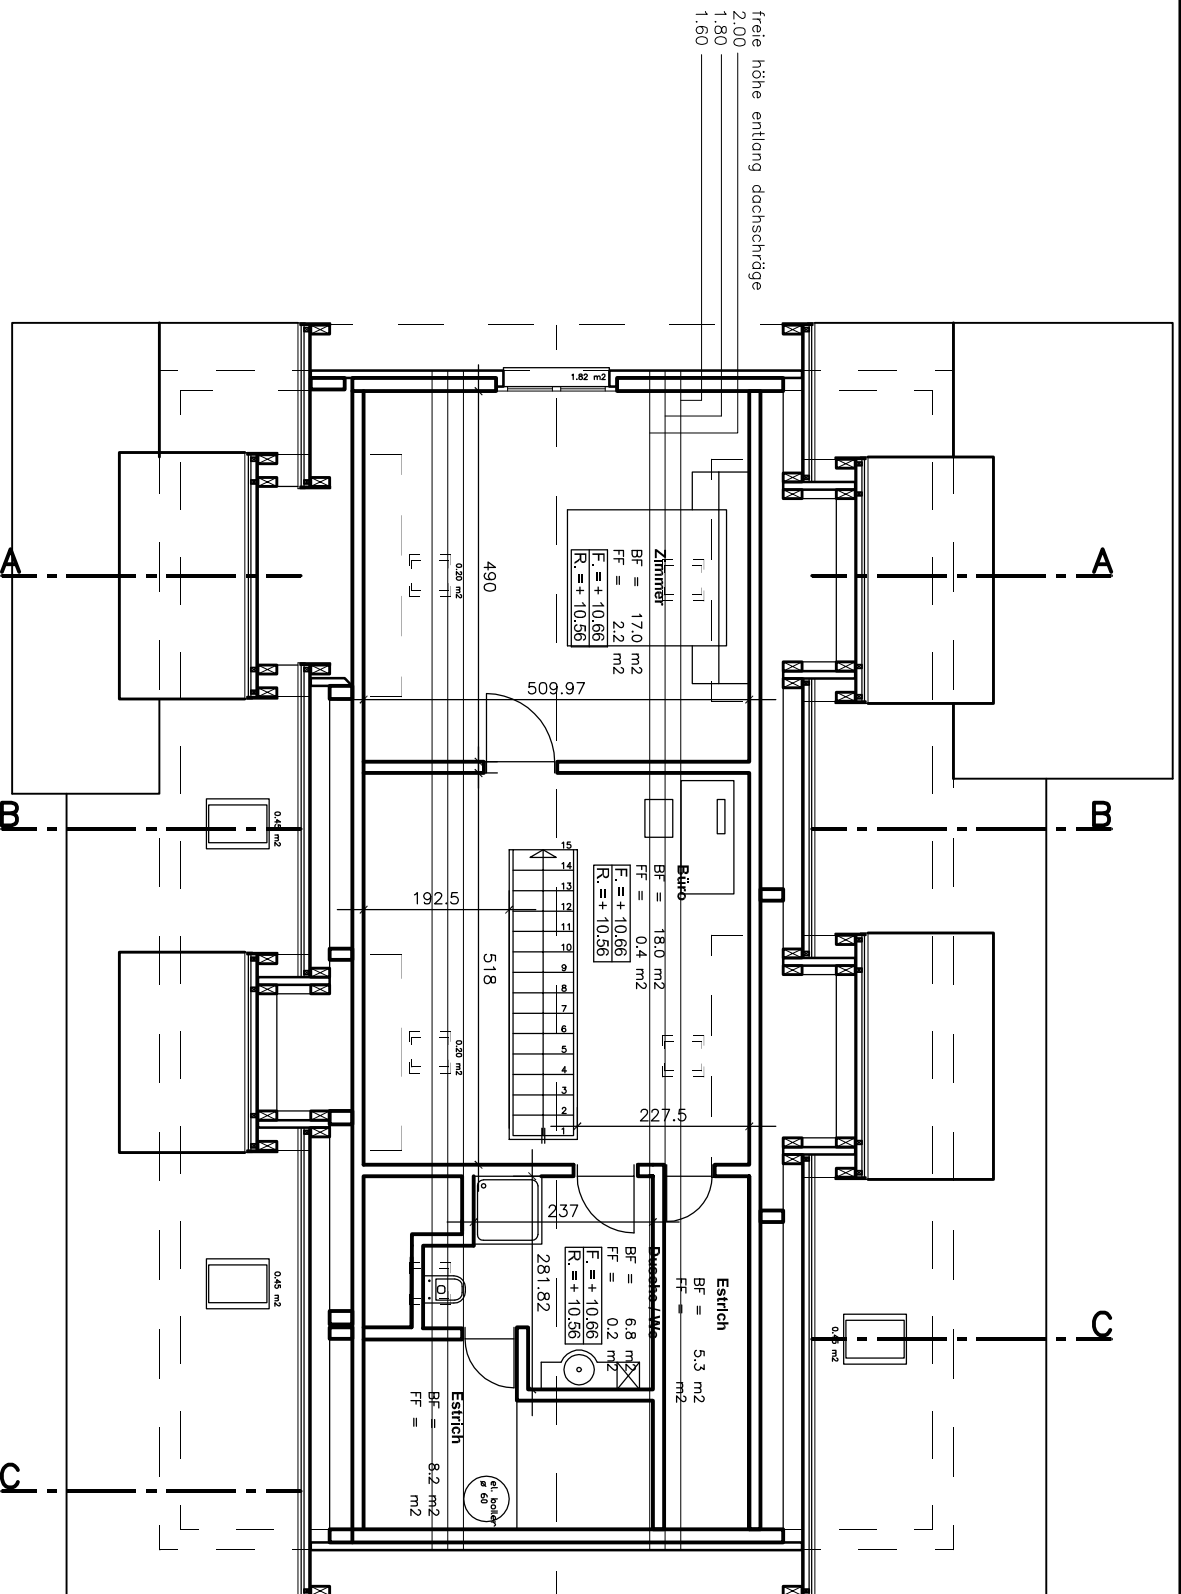 freie höhe entlang dachschräge
2.00
1.80
1.60
1.82 m2
A
A
Zimmer
BF = 17.0 m2
FF = 2.2 m2
F. =+ 10.66
R. =+ 10.56
490
0.20 m2
509.97
B
B
0.45 m2
Büro
BF = 18.0 m2
FF = 0.4 m2
F. =+ 10.66
R. =+ 10.56
192.5
518
15
14
13
12
11
10
9
8
7
6
5
4
3
2
1
0.20 m2
227.5
237
281.82
Dusche/Wc
BF = 6.8 m2
FF = 0.2 m2
F. =+ 10.66
R. =+ 10.56
Estrich
BF = 5.3 m2
FF = m2
0.45 m2
0.45 m2
C
C
Estrich
BF = 8.2 m2
FF = m2
el. boiler
ø 60